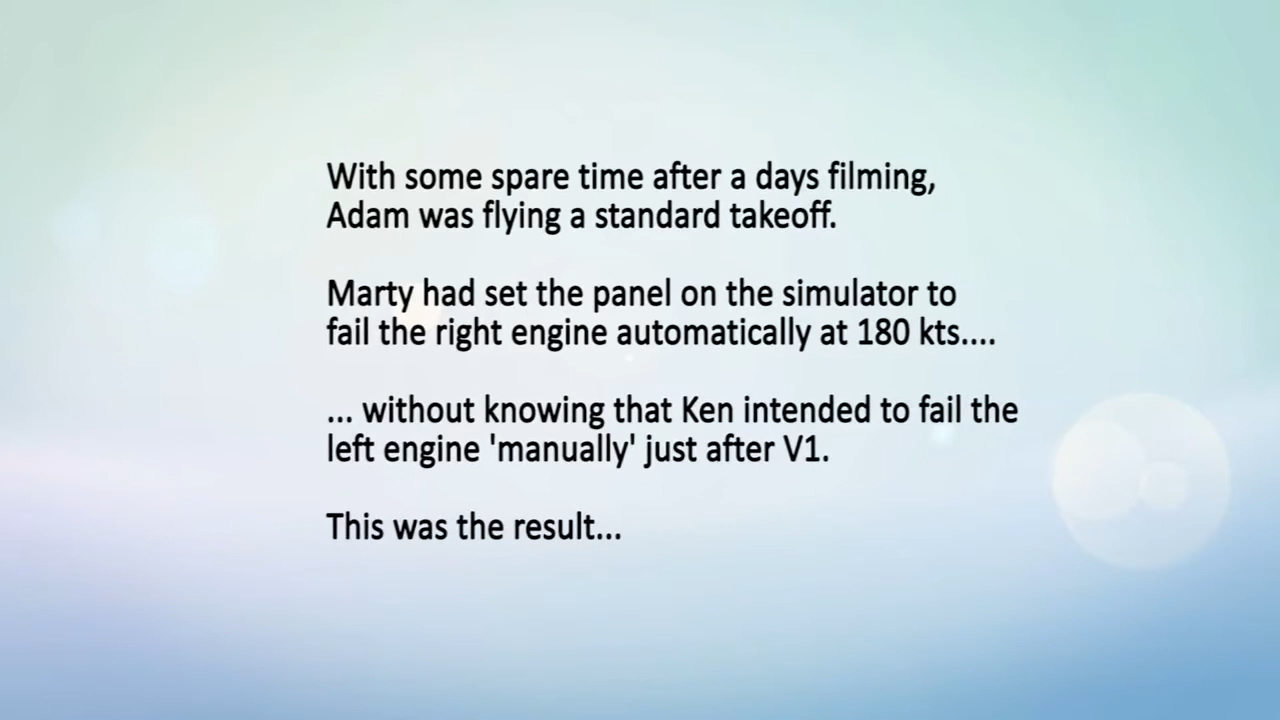 With some spare time after a days filming,
Adam was flying a standard takeoff.
Marty had set the panel on the simulator to
fail the right engine automatically at 180 kts....
... without knowing that Ken intended to fail the
left engine 'manually' just after V1.
This was the result...